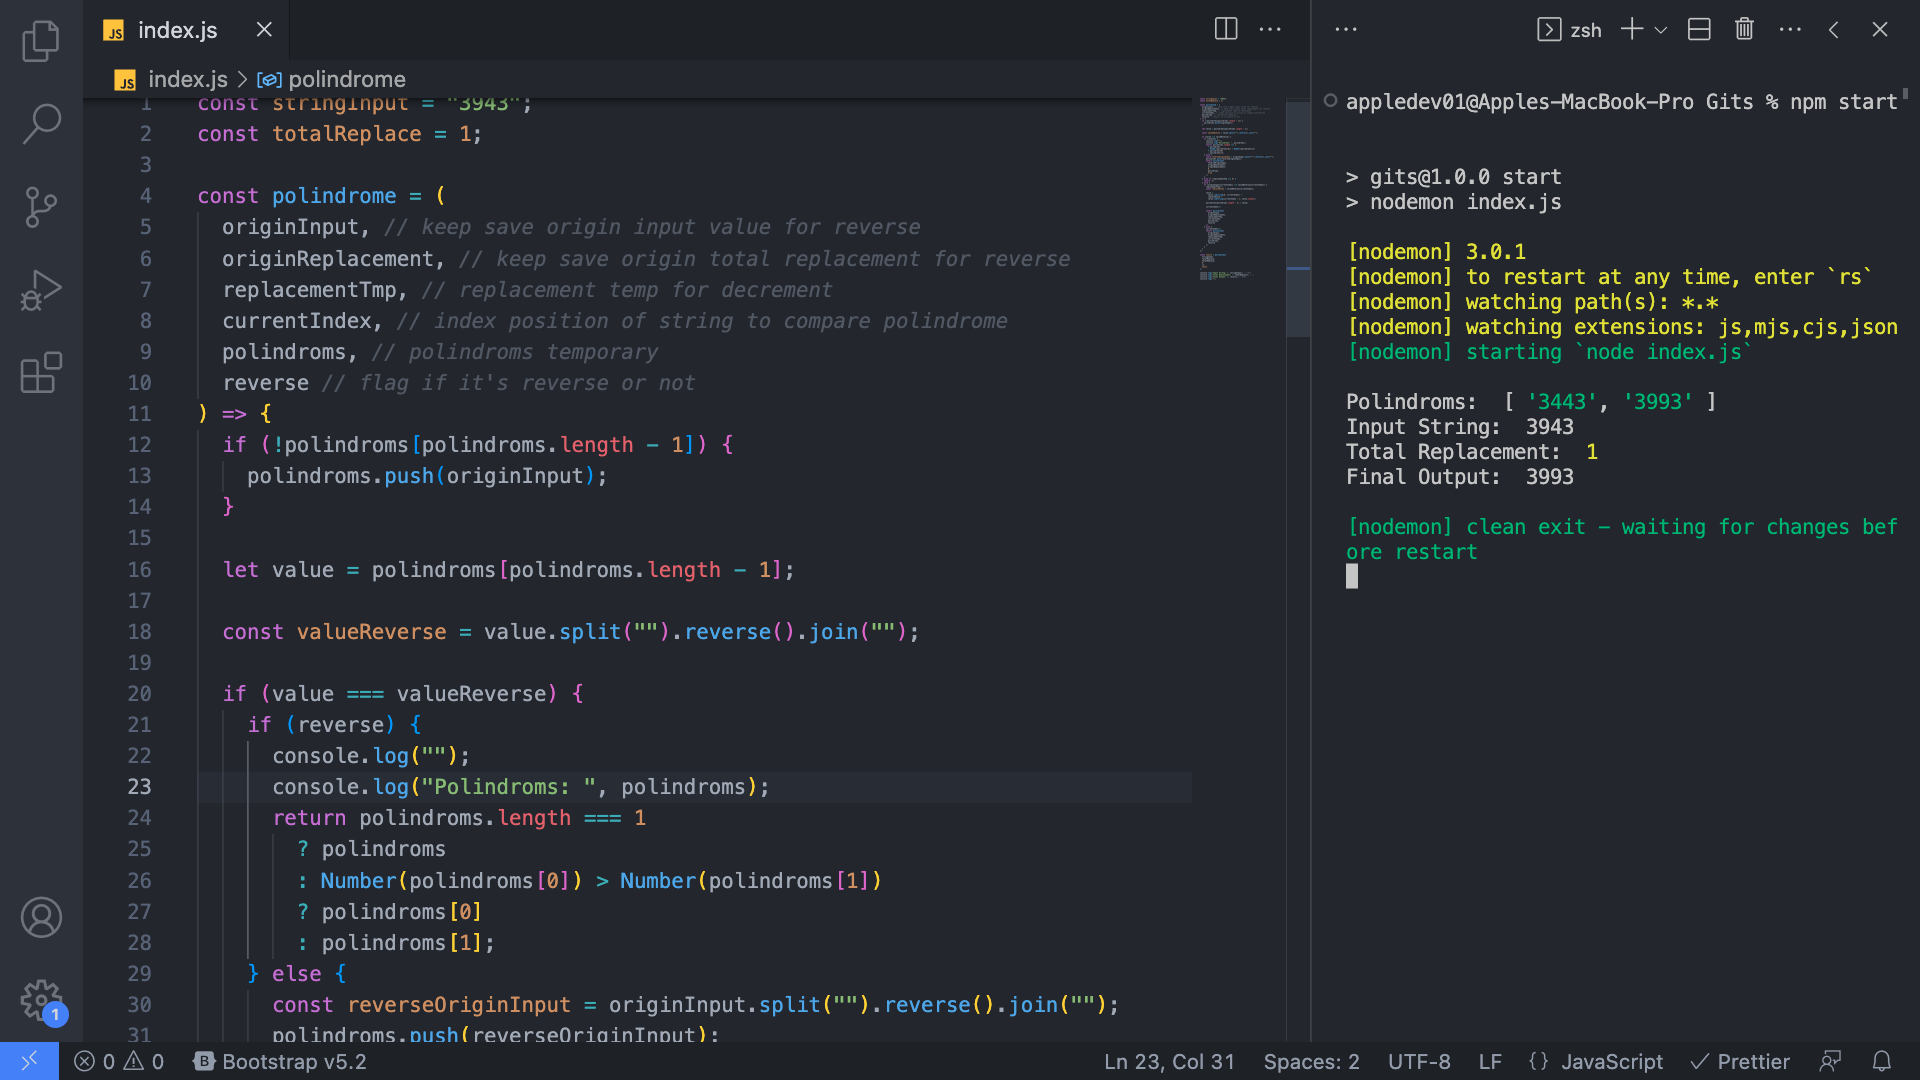 index.js
index.js > polindrome
1 const stringInput = "3943";
2 const totalReplace = 1;
3
4 const polindrome = (
5 originInput, // keep save origin input value for reverse
6 originReplacement, // keep save origin total replacement for reverse
7 replacementTmp, // replacement temp for decrement
8 currentIndex, // index position of string to compare polindrome
9 polindroms, // polindroms temporary
10 reverse // flag if it's reverse or not
11 ) => {
12 if (!polindroms[polindroms.length - 1]) {
13 polindroms.push(originInput);
14 }
15
16 let value = polindroms[polindroms.length - 1];
17
18 const valueReverse = value.split("").reverse().join("");
19
20 if (value === valueReverse) {
21 if (reverse) {
22 console.log("");
23 console.log("Polindroms: ", polindroms);
24 return polindroms.length === 1
25 ? polindroms
26 : Number(polindroms[0]) > Number(polindroms[1])
27 ? polindroms[0]
28 : polindroms[1];
29 } else {
30 const reverseOriginInput = originInput.split("").reverse().join("");
31 polindroms.push(reverseOriginInput);
zsh
appledev01@Apples-MacBook-Pro Gits % npm start
> gits@1.0.0 start
> nodemon index.js
[nodemon] 3.0.1
[nodemon] to restart at any time, enter `rs`
[nodemon] watching path(s): *.*
[nodemon] watching extensions: js,mjs,cjs,json
[nodemon] starting `node index.js`
Polindroms:  [ '3443', '3993' ]
Input String:  3943
Total Replacement:  1
Final Output:  3993
[nodemon] clean exit - waiting for changes bef
ore restart
1
0 0 B Bootstrap v5.2 Ln 23, Col 31 Spaces: 2 UTF-8 LF {} JavaScript Prettier